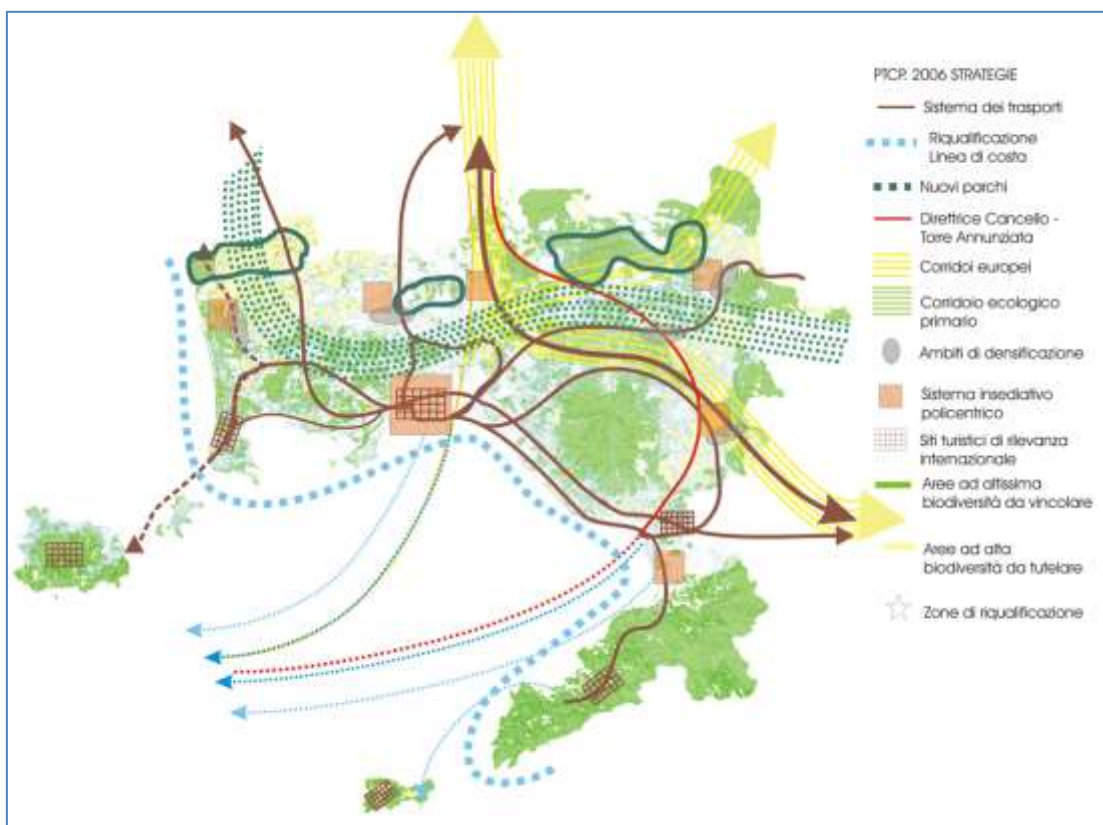 PTCP. 2006 STRATEGIE
Sistema dei trasporti
Riqualificazione
Linea di costa
Nuovi parchi
Direttrice Cancello -
Torre Annunziata
Corridoi europei
Corridoio ecologico
primario
Ambiti di densificazione
Sistema insediativo
policentrico
Siti turistici di rilevanza
internazionale
Aree ad altissima
biodiversità da vincolare
Aree ad alta
biodiversità da tutelare
Zone di riqualificazione